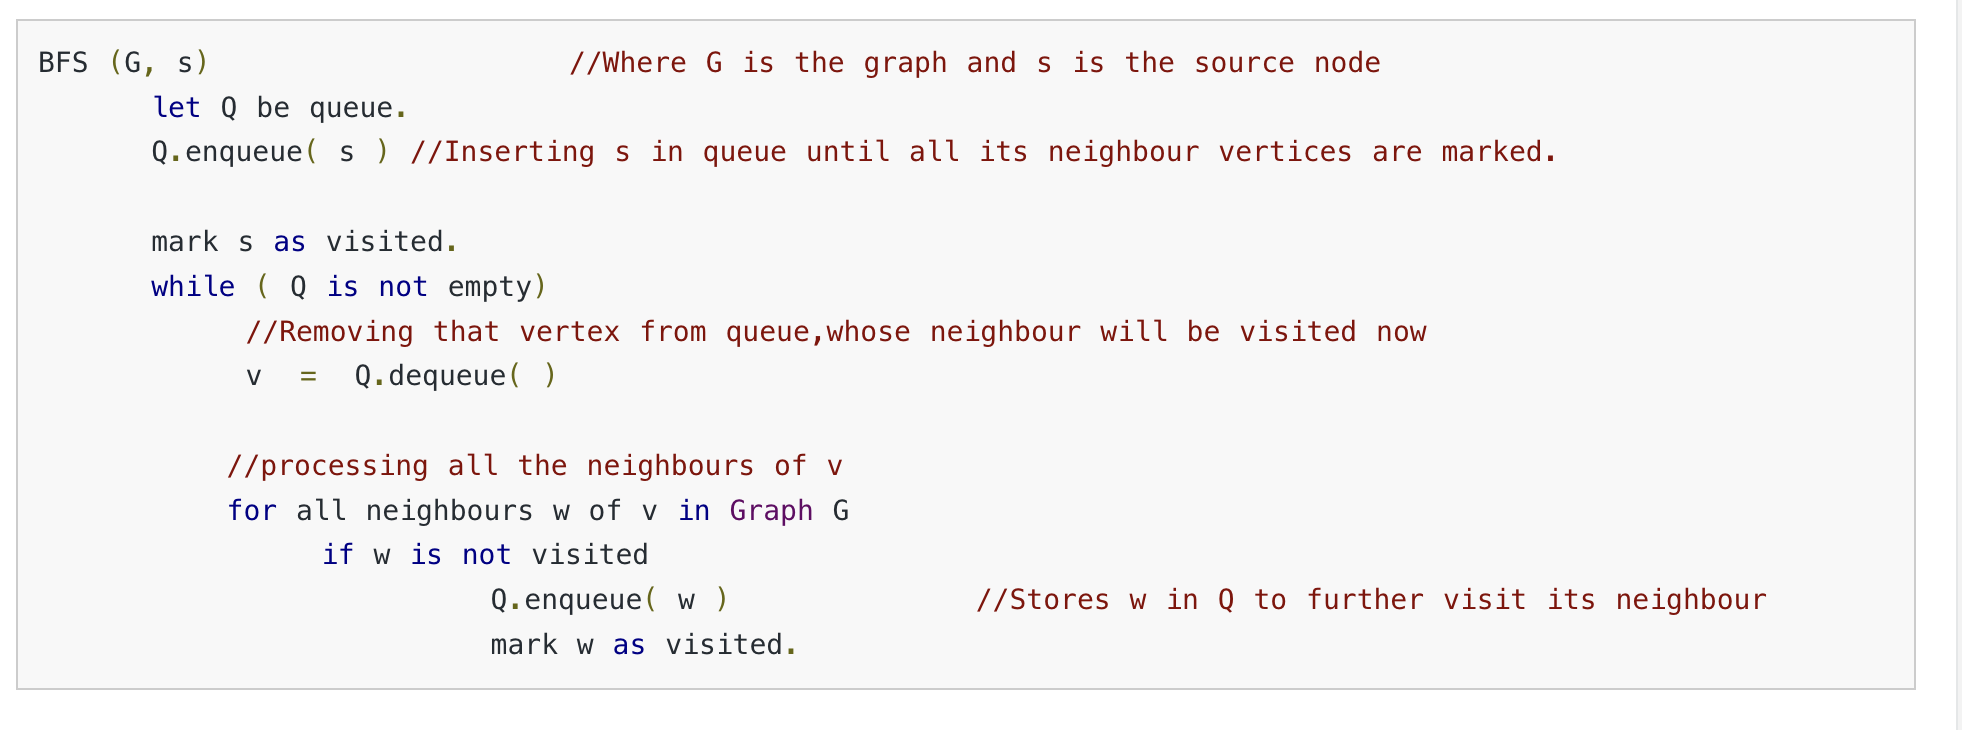 BFS (G, s)                    //Where G is the graph and s is the source node
let Q be queue.
Q.enqueue( s ) //Inserting s in queue until all its neighbour vertices are marked.
mark s as visited.
while ( Q is not empty)
//Removing that vertex from queue,whose neighbour will be visited now
v  =  Q.dequeue( )
//processing all the neighbours of v
for all neighbours w of v in Graph G
if w is not visited
Q.enqueue( w )             //Stores w in Q to further visit its neighbour
mark w as visited.